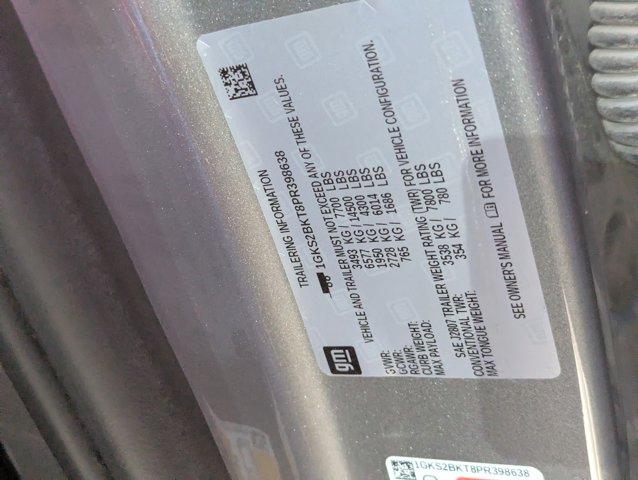 TRAILERING INFORMATION
1GKS2BKT8PR398638
VEHICLE AND TRAILER MUST NOT EXCEED ANY OF THESE VALUES.
GVWR: 3493 KG / 7700 LBS
GCWR: 6577 KG / 14500 LBS
RGAWR: 1950 KG / 4300 LBS
CURB WEIGHT: 2728 KG / 6014 LBS
MAX PAYLOAD: 765 KG / 1686 LBS
SAE J2807 TRAILER WEIGHT RATING (TWR) FOR VEHICLE CONFIGURATION.
CONVENTIONAL TWR: 3538 KG / 7800 LBS
MAX TONGUE WEIGHT: 354 KG / 780 LBS
SEE OWNER'S MANUAL FOR MORE INFORMATION
gm
1GKS2BKT8PR398638